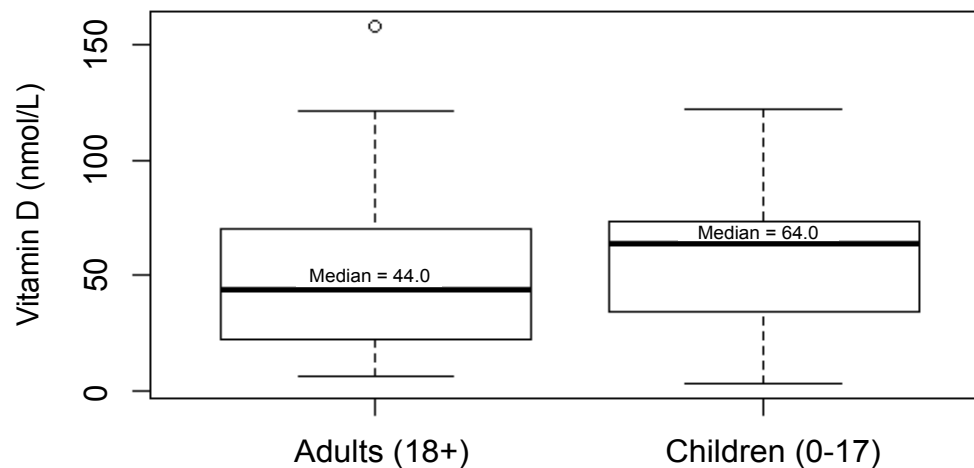 150
100
50
0
Vitamin D (nmol/L)
Median = 44.0
Median = 64.0
Adults (18+)
Children (0-17)